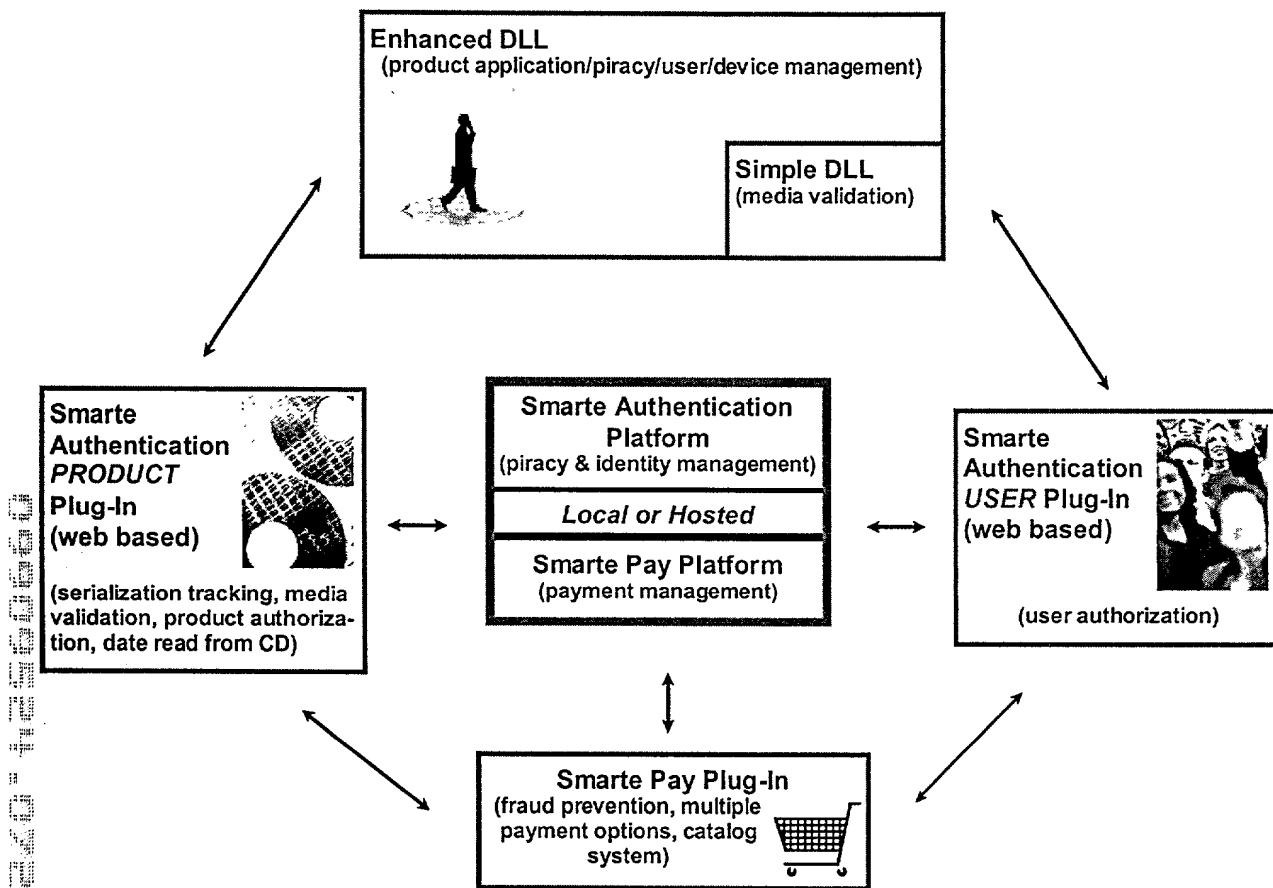 Enhanced DLL
(product application/piracy/user/device management)
Simple DLL
(media validation)
Smarte
Authentication
PRODUCT
Plug-In
(web based)
(serialization tracking, media
validation, product authoriza-
tion, date read from CD)
Smarte Authentication
Platform
(piracy & identity management)
Local or Hosted
Smarte Pay Platform
(payment management)
Smarte
Authentication
USER Plug-In
(web based)
(user authorization)
Smarte Pay Plug-In
(fraud prevention, multiple
payment options, catalog
system)